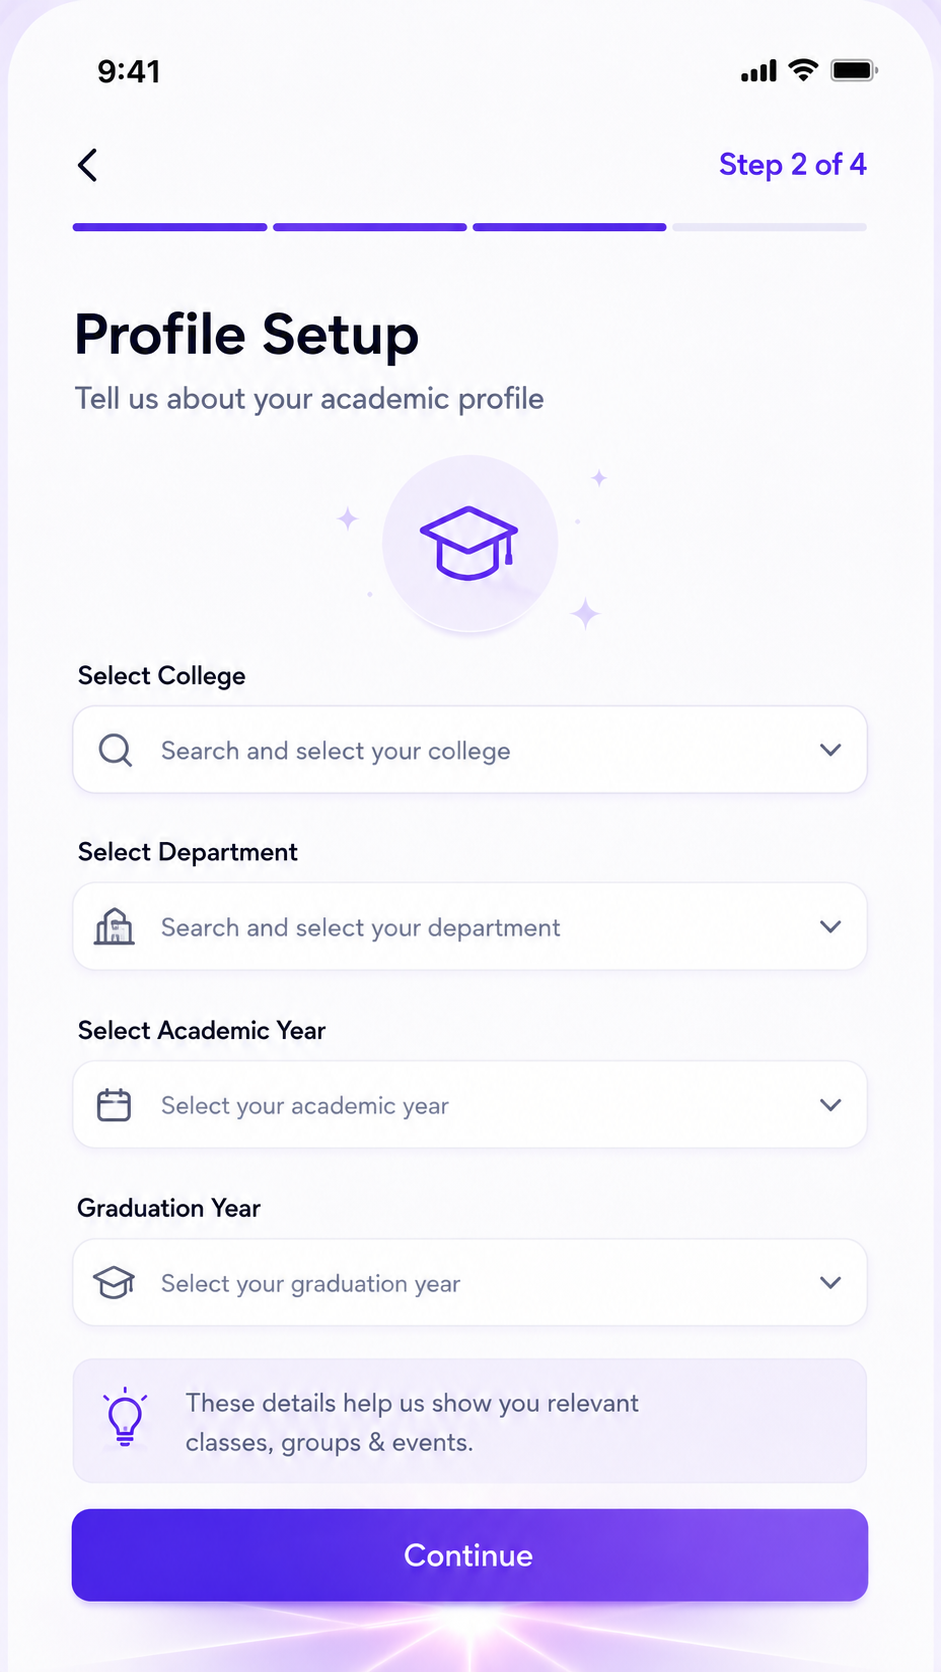 9:41
Step 2 of 4
Profile Setup
Tell us about your academic profile
Select College
Search and select your college
Select Department
Search and select your department
Select Academic Year
Select your academic year
Graduation Year
Select your graduation year
These details help us show you relevant
classes, groups & events.
Continue